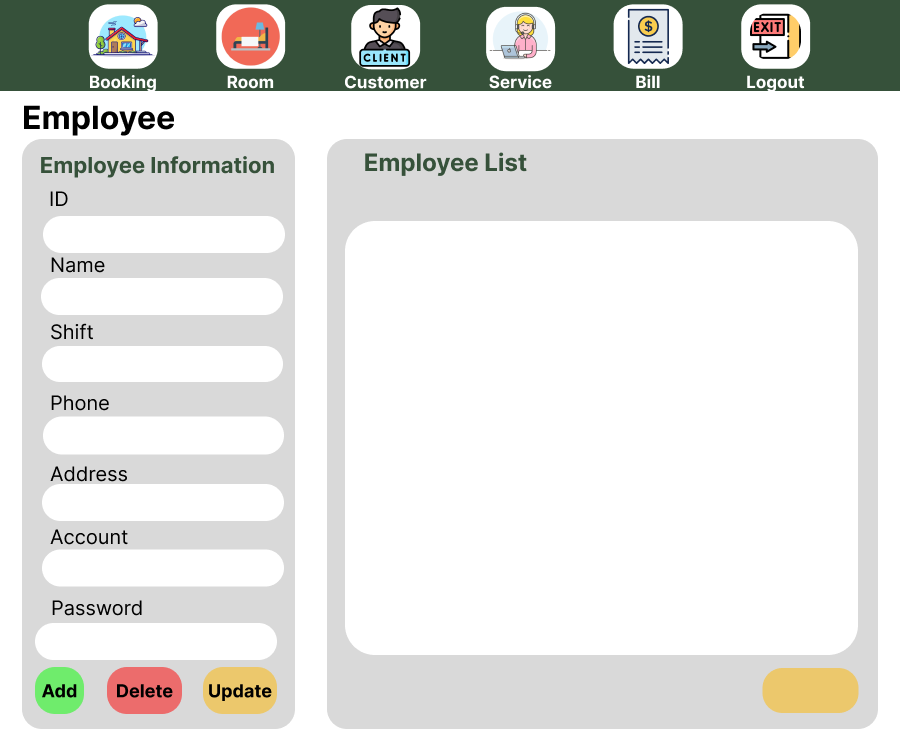 CLIENT
EXIT
Booking Room Customer Service Bill Logout
Employee
Employee Information
ID
Name
Shift
Phone
Address
Account
Password
Add Delete Update
Employee List